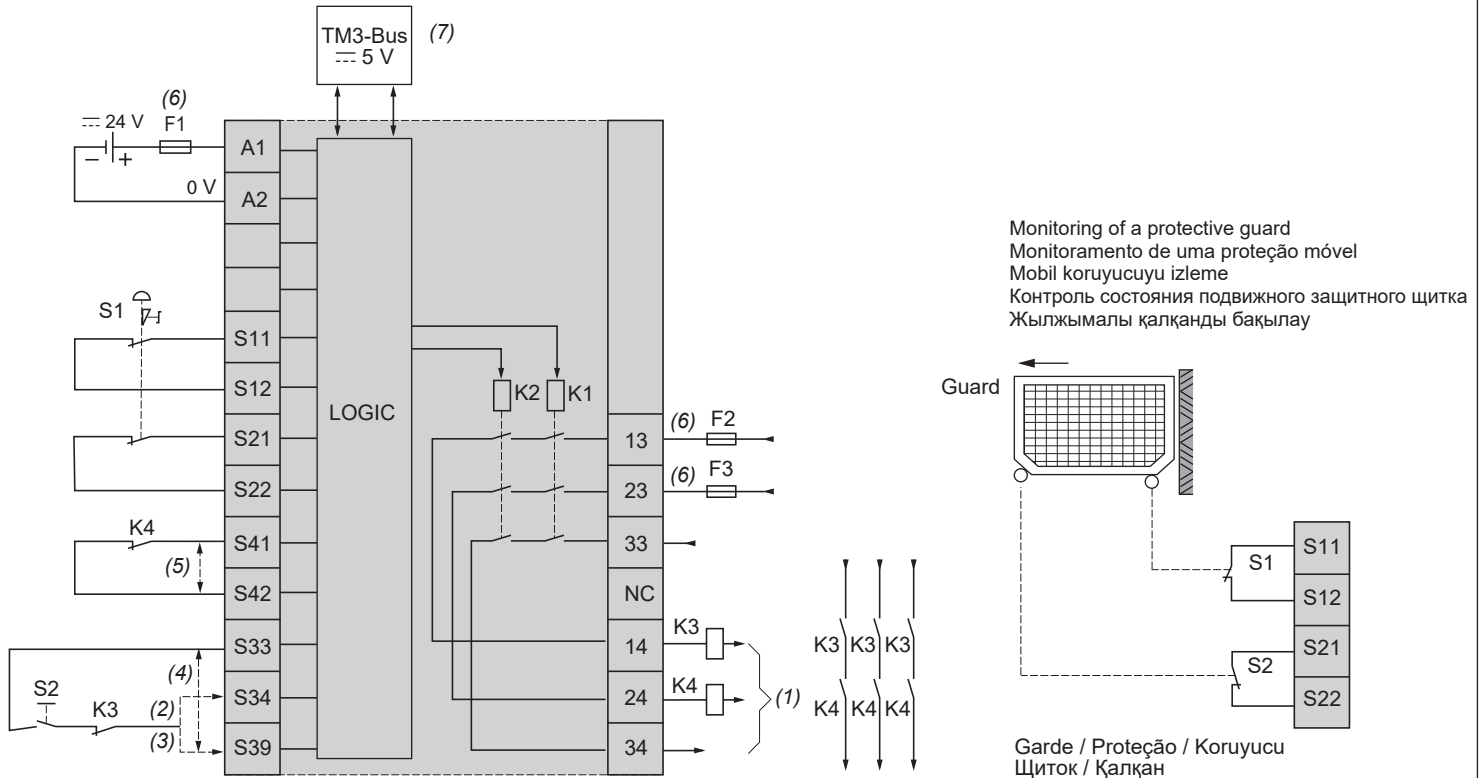 TM3-Bus
5 V
(7)
(6)
24 V
F1
− +
0 V
A1
A2
S1
S11
S12
S21
S22
K4
(5)
S41
S42
S33
(4)
S2
K3
(2)
(3)
S34
S39
LOGIC
K2
K1
13
(6)
F2
23
(6)
F3
33
NC
14
K3
24
K4
34
(1)
K3 K3 K3
K4 K4 K4
Monitoring of a protective guard
Monitoramento de uma proteção móvel
Mobil koruyucuyu izleme
Контроль состояния подвижного защитного щитка
Жылжымалы қалқанды бақылау
Guard
S1
S11
S12
S2
S21
S22
Garde / Proteção / Koruyucu
Щиток / Қалқан